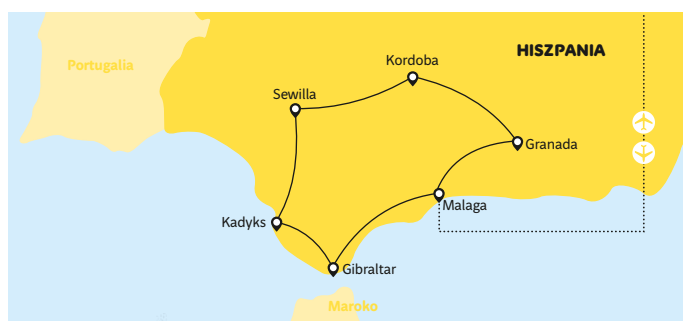 HISZPANIA
Kordoba
Portugalia
Sewilla
Granada
Malaga
Kadyks
Gibraltar
Maroko